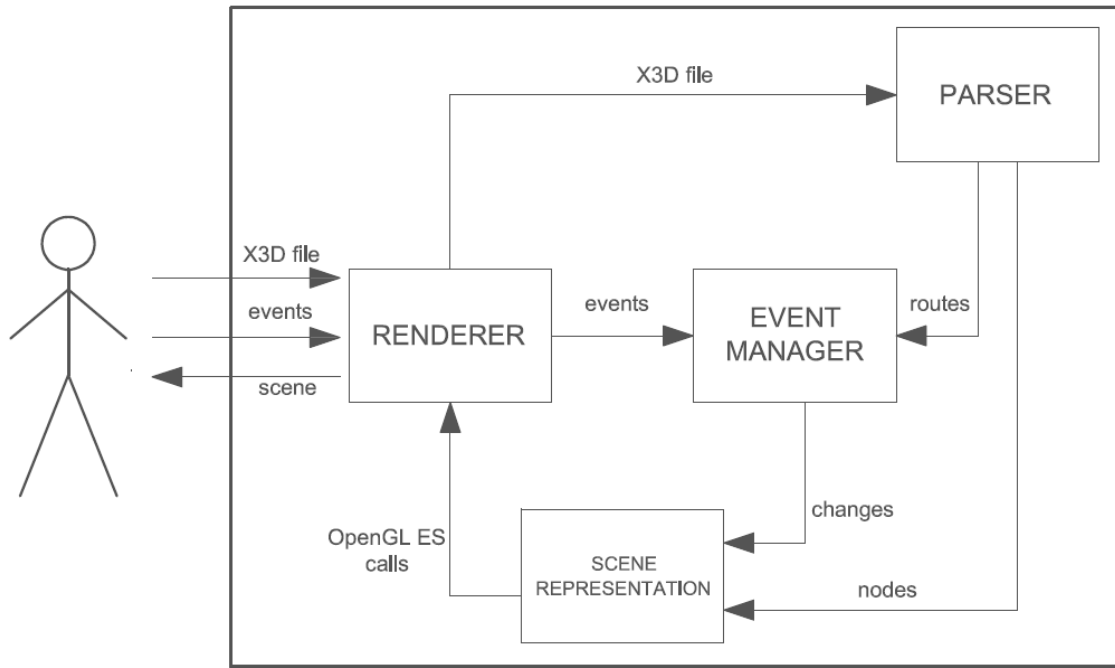 X3D file
PARSER
X3D file
events
scene
RENDERER
events
EVENT
MANAGER
routes
changes
OpenGL ES
calls
SCENE
REPRESENTATION
nodes